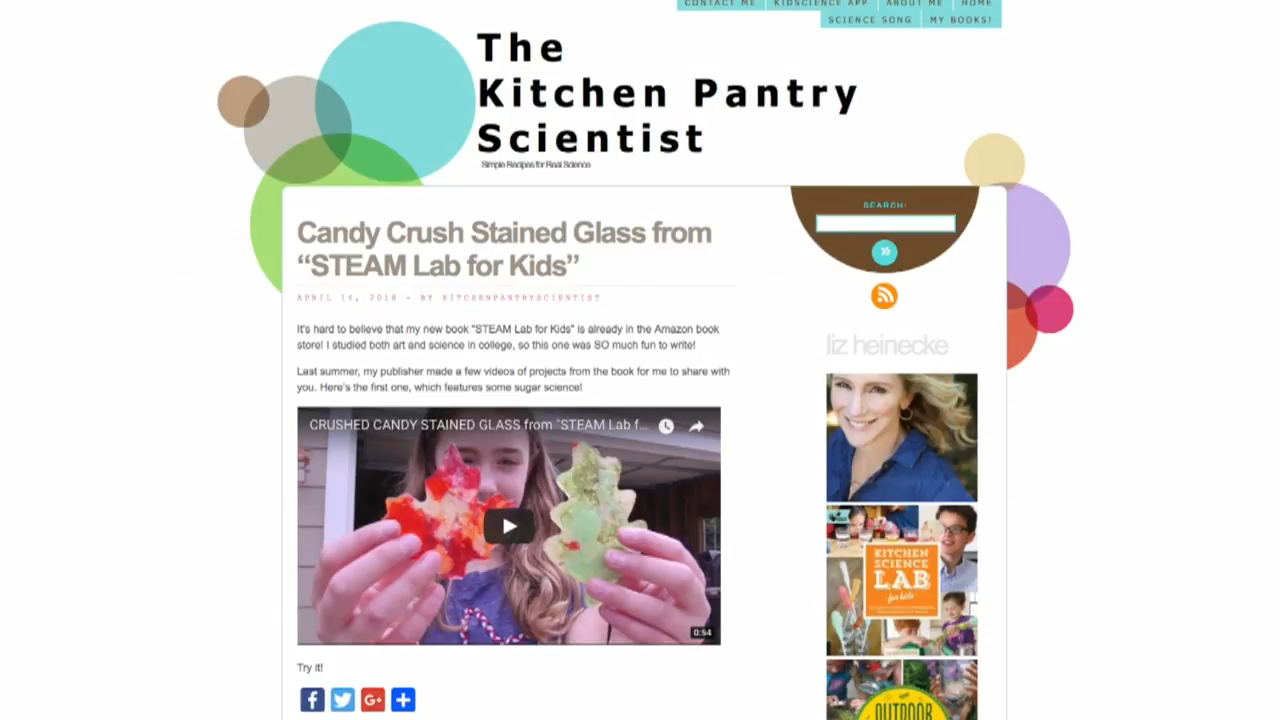 CONTACT ME
KIDSCIENCE APP
ABOUT ME
HOME
SCIENCE SONG
MY BOOKS!
The
Kitchen Pantry
Scientist
Simple Recipes for Real Science
Candy Crush Stained Glass from
“STEAM Lab for Kids”
APRIL 14, 2018 - BY KITCHENPANTRYSCIENTIST
It's hard to believe that my new book "STEAM Lab for Kids" is already in the Amazon book
store! I studied both art and science in college, so this one was SO much fun to write!
Last summer, my publisher made a few videos of projects from the book for me to share with
you. Here's the first one, which features some sugar science!
CRUSHED CANDY STAINED GLASS from "STEAM Lab f...
0:54
Try it!
SEARCH:
liz heinecke
KITCHEN
SCIENCE
LAB
for kids
OUTDOOR